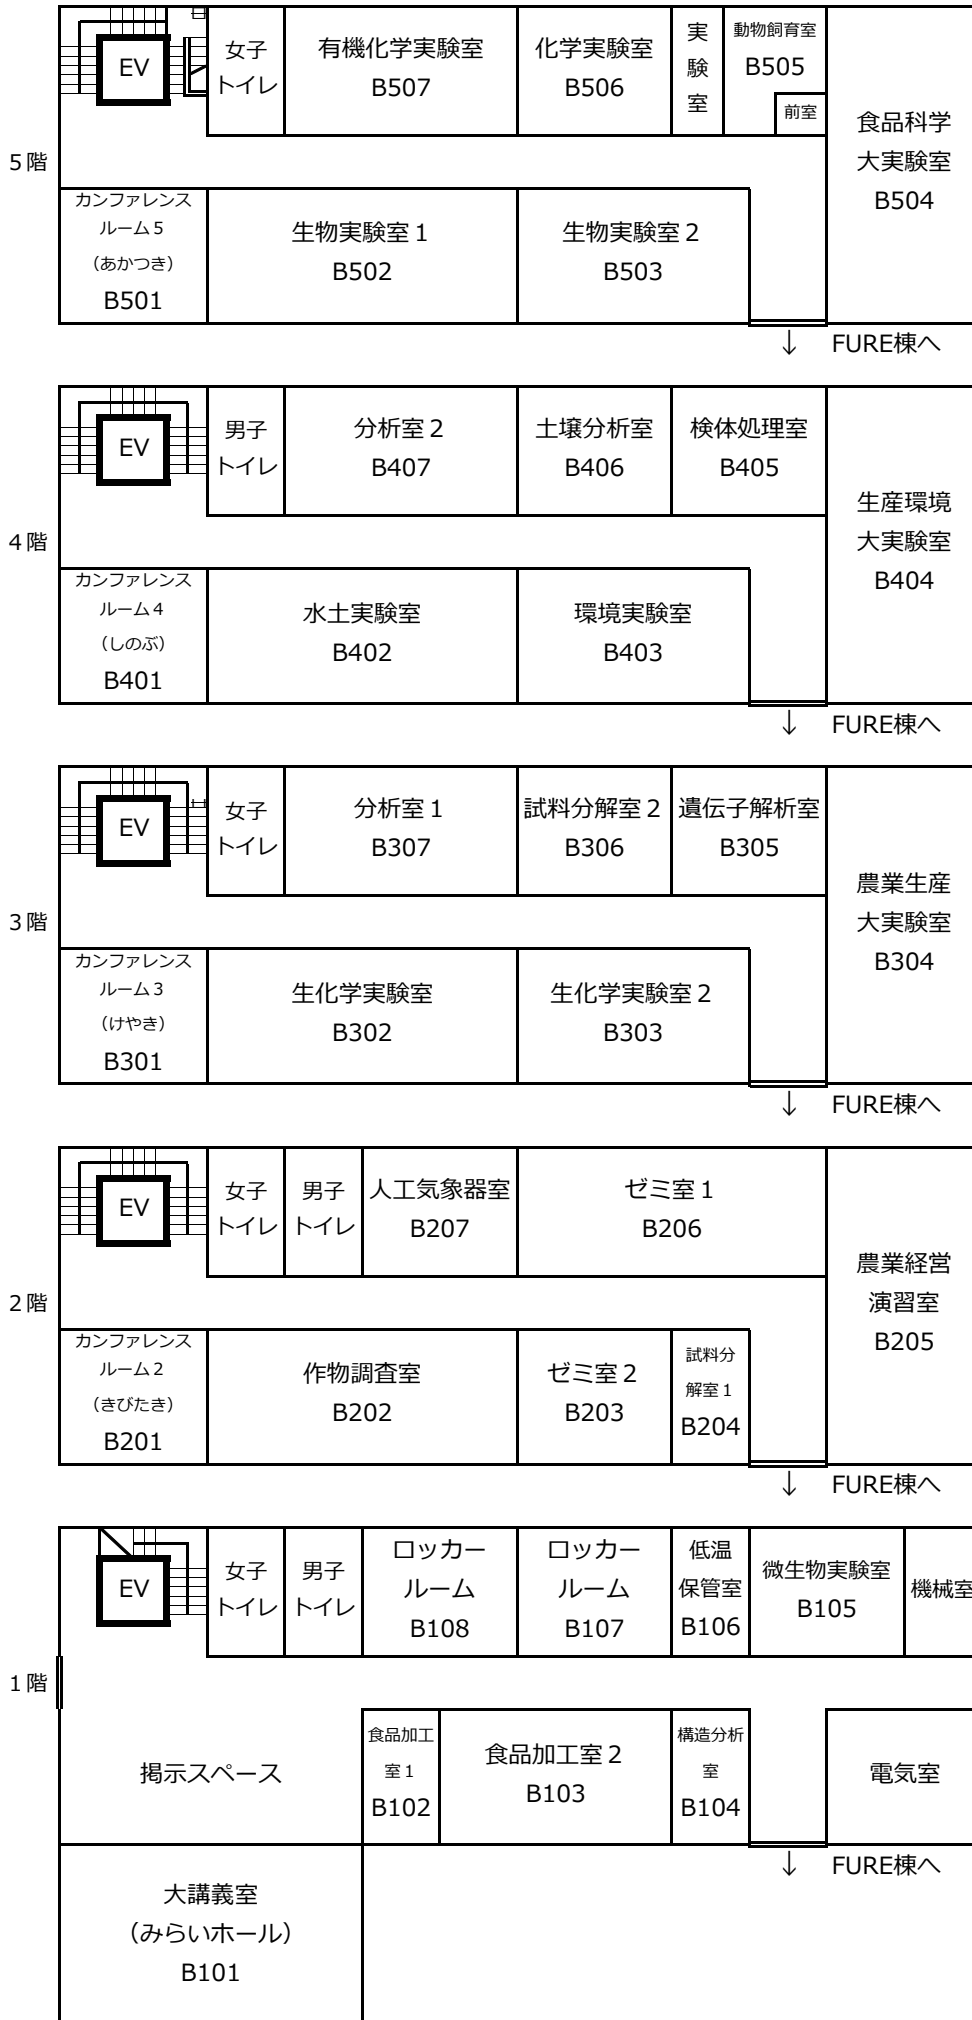 EV
女子
トイレ
有機化学実験室
B507
化学実験室
B506
実
験
室
動物飼育室
B505
前室
食品科学
大実験室
B504
5階
カンファレンス
ルーム5
（あかつき）
B501
生物実験室1
B502
生物実験室2
B503
↓ FURE棟へ
EV
男子
トイレ
分析室2
B407
土壌分析室
B406
検体処理室
B405
生産環境
大実験室
B404
4階
カンファレンス
ルーム4
（しのぶ）
B401
水土実験室
B402
環境実験室
B403
↓ FURE棟へ
EV
女子
トイレ
分析室1
B307
試料分解室2
B306
遺伝子解析室
B305
農業生産
大実験室
B304
3階
カンファレンス
ルーム3
（けやき）
B301
生化学実験室
B302
生化学実験室2
B303
↓ FURE棟へ
EV
女子
トイレ
男子
トイレ
人工気象器室
B207
ゼミ室1
B206
農業経営
演習室
B205
2階
カンファレンス
ルーム2
（きびたき）
B201
作物調査室
B202
ゼミ室2
B203
試料分
解室1
B204
↓ FURE棟へ
EV
女子
トイレ
男子
トイレ
ロッカー
ルーム
B108
ロッカー
ルーム
B107
低温
保管室
B106
微生物実験室
B105
機械室
1階
掲示スペース
食品加工
室1
B102
食品加工室2
B103
構造分析
室
B104
電気室
↓ FURE棟へ
大講義室
（みらいホール）
B101